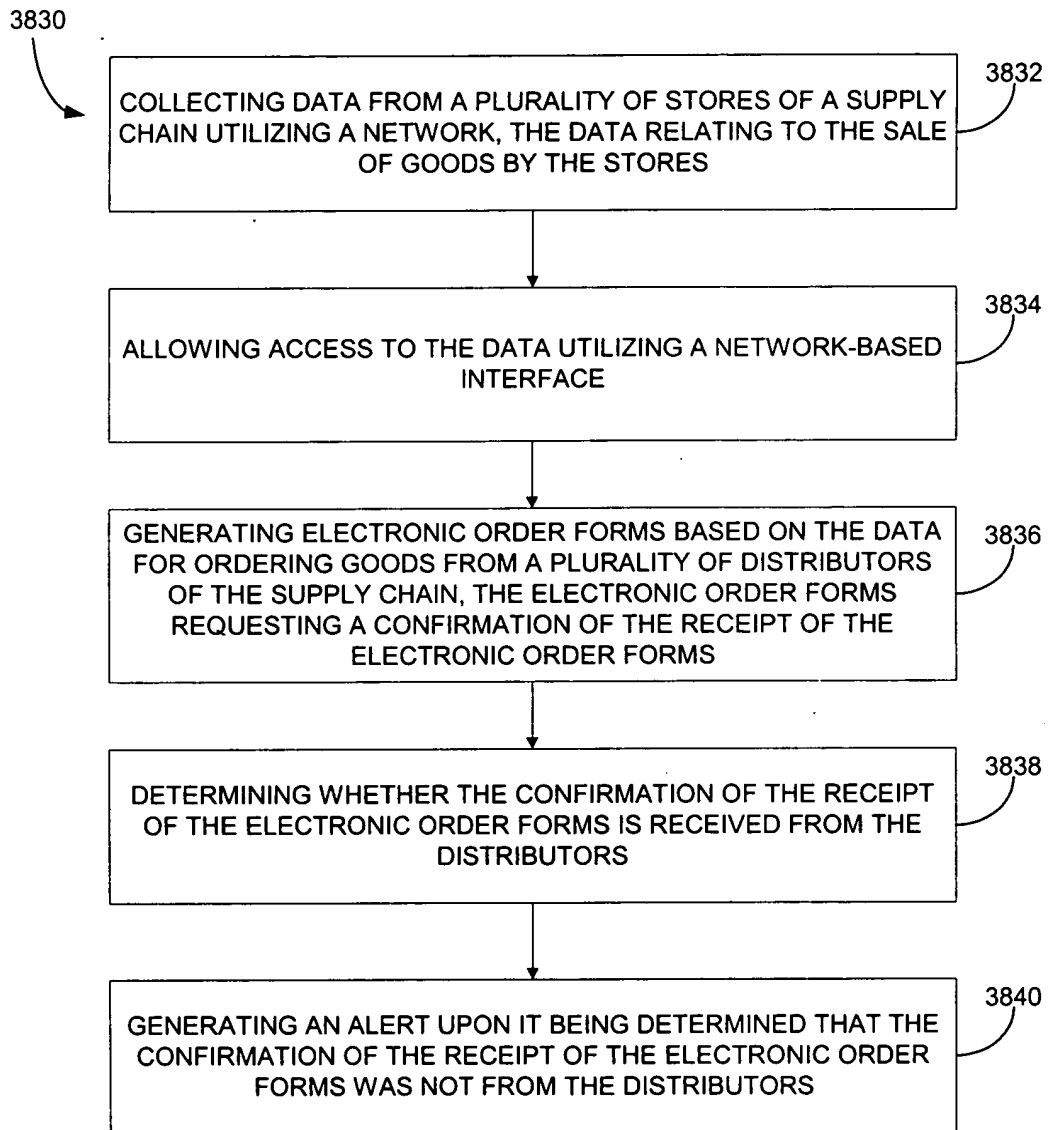 3830
3832
COLLECTING DATA FROM A PLURALITY OF STORES OF A SUPPLY
CHAIN UTILIZING A NETWORK, THE DATA RELATING TO THE SALE
OF GOODS BY THE STORES
3834
ALLOWING ACCESS TO THE DATA UTILIZING A NETWORK-BASED
INTERFACE
3836
GENERATING ELECTRONIC ORDER FORMS BASED ON THE DATA
FOR ORDERING GOODS FROM A PLURALITY OF DISTRIBUTORS
OF THE SUPPLY CHAIN, THE ELECTRONIC ORDER FORMS
REQUESTING A CONFIRMATION OF THE RECEIPT OF THE
ELECTRONIC ORDER FORMS
3838
DETERMINING WHETHER THE CONFIRMATION OF THE RECEIPT
OF THE ELECTRONIC ORDER FORMS IS RECEIVED FROM THE
DISTRIBUTORS
3840
GENERATING AN ALERT UPON IT BEING DETERMINED THAT THE
CONFIRMATION OF THE RECEIPT OF THE ELECTRONIC ORDER
FORMS WAS NOT FROM THE DISTRIBUTORS